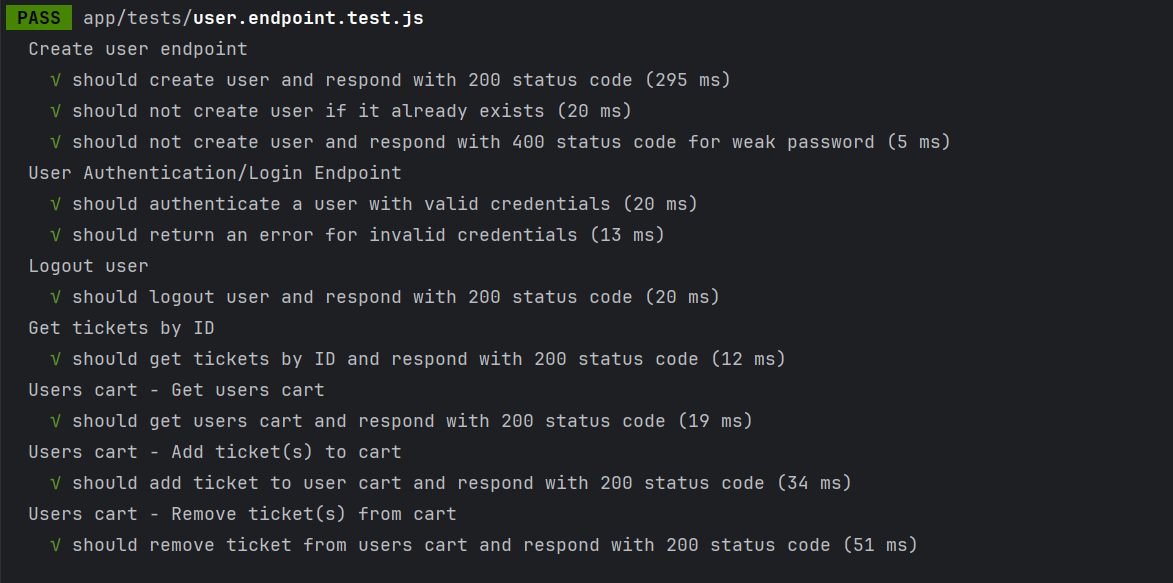 PASS app/tests/user.endpoint.test.js
Create user endpoint
√ should create user and respond with 200 status code (295 ms)
√ should not create user if it already exists (20 ms)
√ should not create user and respond with 400 status code for weak password (5 ms)
User Authentication/Login Endpoint
√ should authenticate a user with valid credentials (20 ms)
√ should return an error for invalid credentials (13 ms)
Logout user
√ should logout user and respond with 200 status code (20 ms)
Get tickets by ID
√ should get tickets by ID and respond with 200 status code (12 ms)
Users cart - Get users cart
√ should get users cart and respond with 200 status code (19 ms)
Users cart - Add ticket(s) to cart
√ should add ticket to user cart and respond with 200 status code (34 ms)
Users cart - Remove ticket(s) from cart
√ should remove ticket from users cart and respond with 200 status code (51 ms)